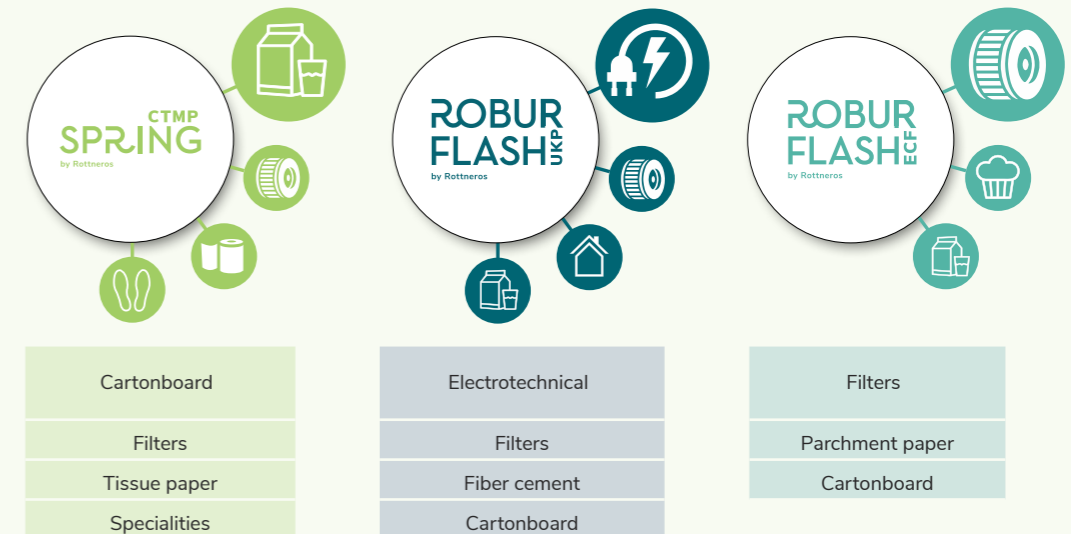 CTMP
SPRING
by Rottneros
ROBUR
FLASH UKP
by Rottneros
ROBUR
FLASH ECF
by Rottneros
Cartonboard
Filters
Tissue paper
Specialities
Electrotechnical
Filters
Fiber cement
Cartonboard
Filters
Parchment paper
Cartonboard